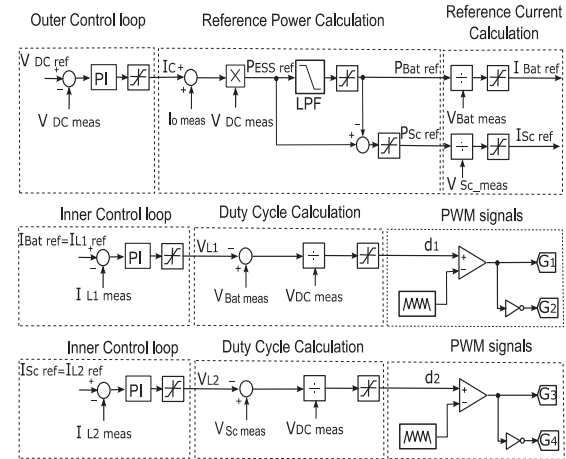 Outer Control loop
Reference Power Calculation
Reference Current
Calculation
V DC ref
PI
V DC meas
IC
Io meas
X
V DC meas
PESS ref
LPF
PBat ref
PSc ref
÷
VBat meas
I Bat ref
÷
V Sc_meas
ISc ref
Inner Control loop
Duty Cycle Calculation
PWM signals
IBat ref=IL1 ref
PI
I L1 meas
VL1
VBat meas
÷
VDC meas
d1
G1
G2
Inner Control loop
Duty Cycle Calculation
PWM signals
ISc ref=IL2 ref
PI
I L2 meas
VL2
VSc meas
÷
VDC meas
d2
G3
G4